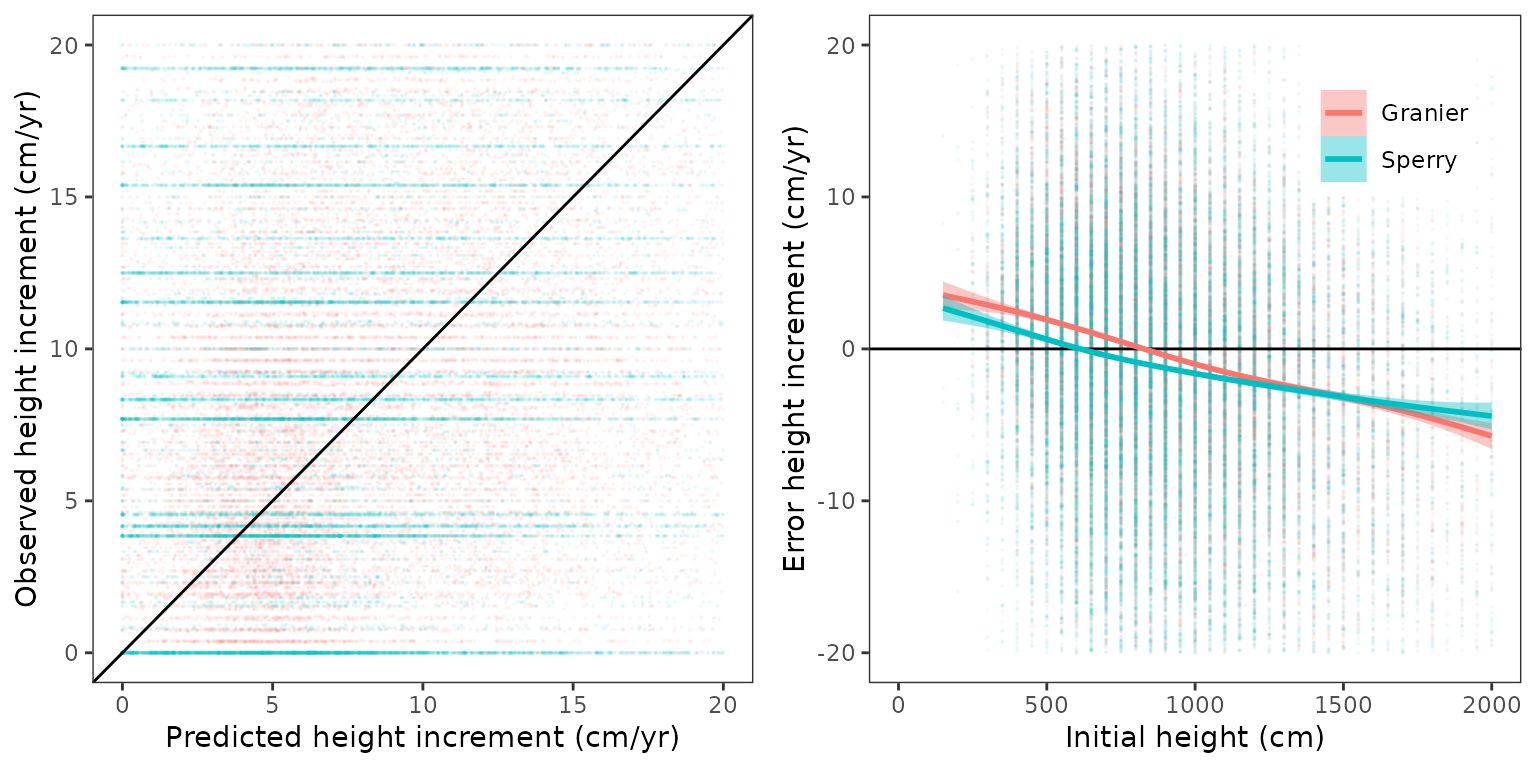 Observed height increment (cm/yr)
20
15
10
5
0
0 5 10 15 20
Predicted height increment (cm/yr)
Error height increment (cm/yr)
20
10
0
-10
-20
Granier
Sperry
0 500 1000 1500 2000
Initial height (cm)